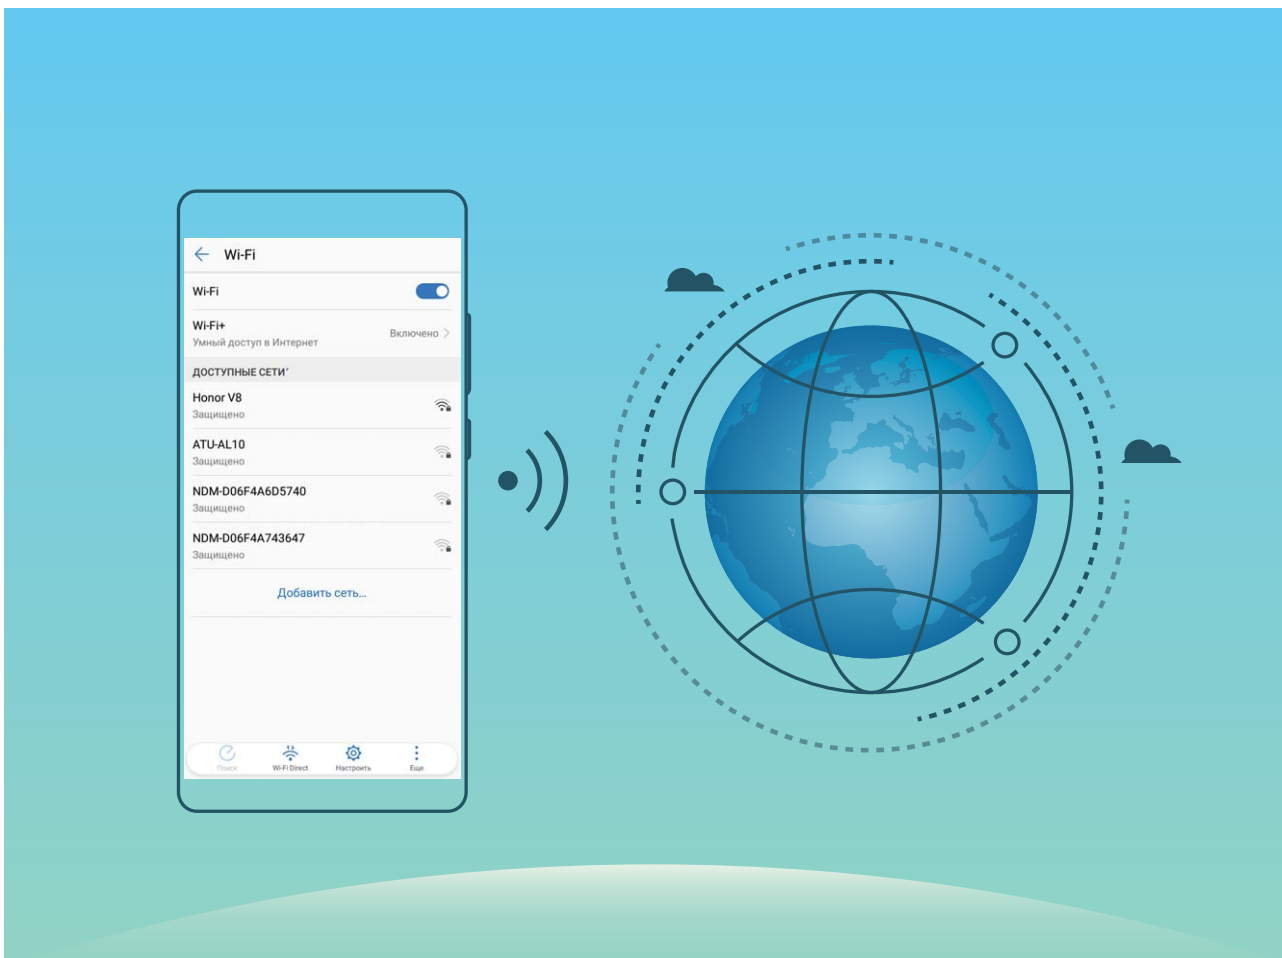 Wi-Fi
Wi-Fi
Wi-Fi+
Умный доступ в Интернет
Включено
ДОСТУПНЫЕ СЕТИ
Honor V8
Защищено
ATU-AL10
Защищено
NDM-D06F4A6D5740
Защищено
NDM-D06F4A743647
Защищено
Добавить сеть...
Поиск
Wi-Fi Direct
Настроить
Еще